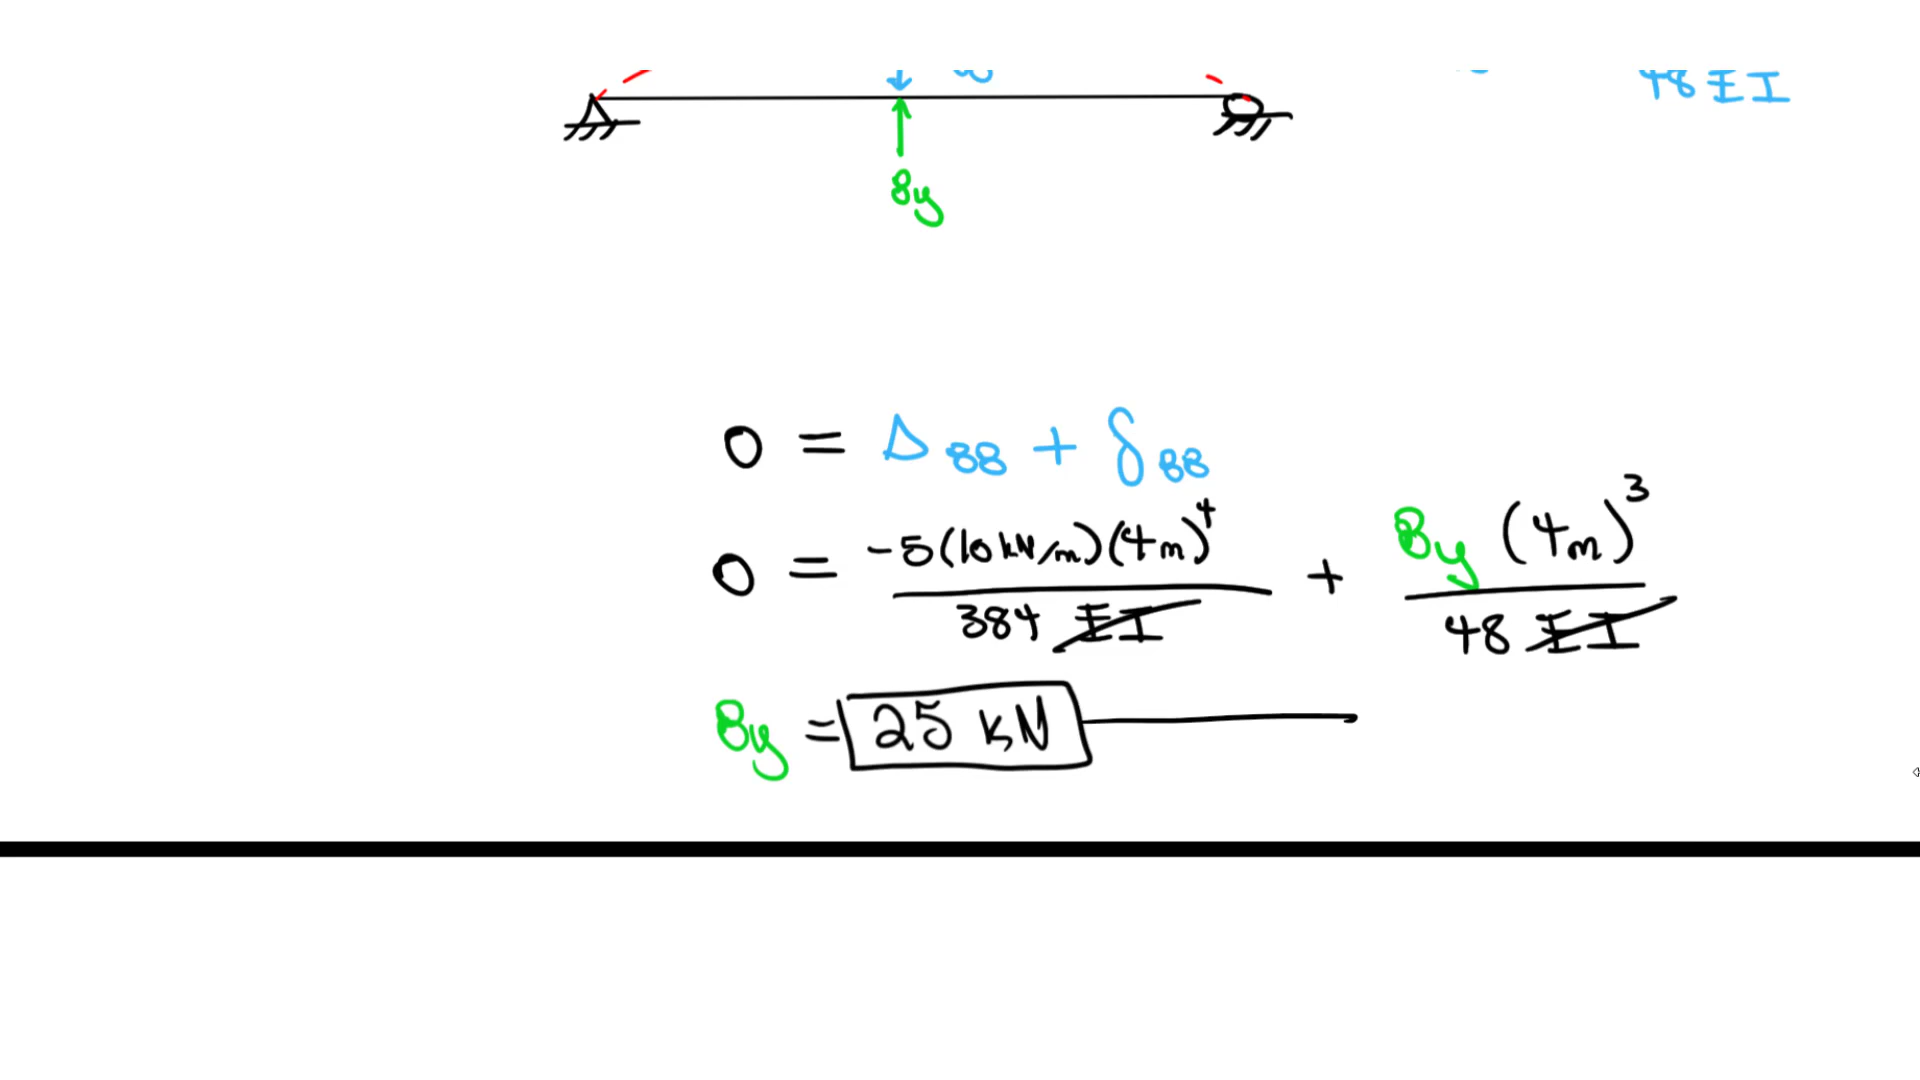 48 EI
By
0 = Δ BB + δ BB
0 = -5(10 kN/m)(4m)^4 / 384 EI + By (4m)^3 / 48 EI
By = 25 kN